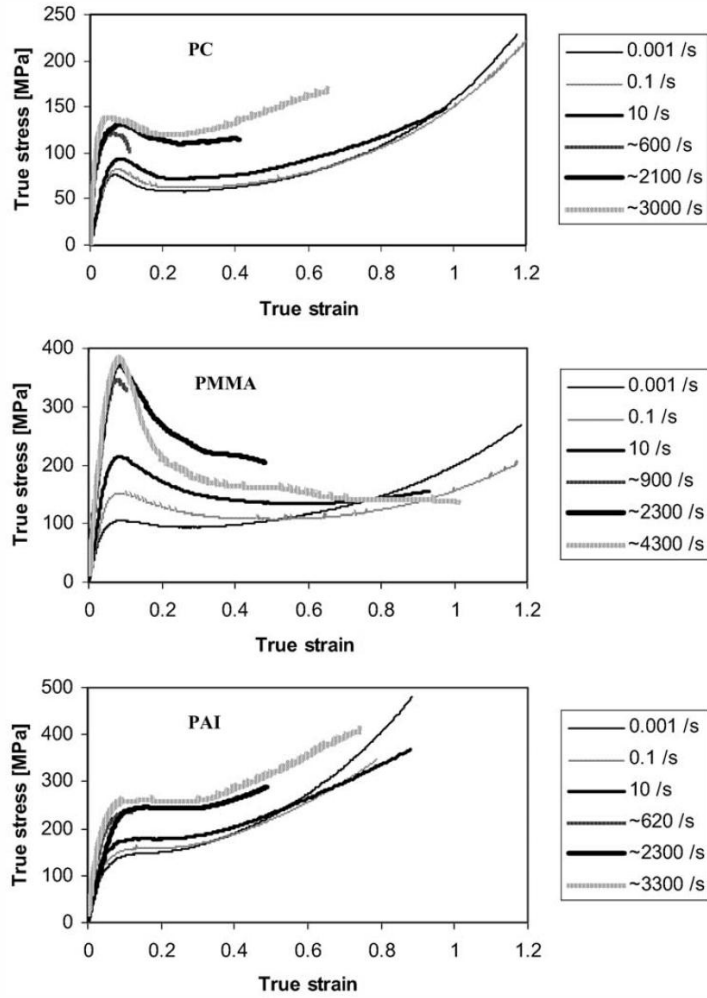 PC
True stress [MPa]
250
200
150
100
50
0
0 0.2 0.4 0.6 0.8 1 1.2
True strain
0.001 /s
0.1 /s
10 /s
~600 /s
~2100 /s
~3000 /s
PMMA
True stress [MPa]
400
300
200
100
0
0 0.2 0.4 0.6 0.8 1 1.2
True strain
0.001 /s
0.1 /s
10 /s
~900 /s
~2300 /s
~4300 /s
PAI
True stress [MPa]
500
400
300
200
100
0
0 0.2 0.4 0.6 0.8 1 1.2
True strain
0.001 /s
0.1 /s
10 /s
~620 /s
~2300 /s
~3300 /s